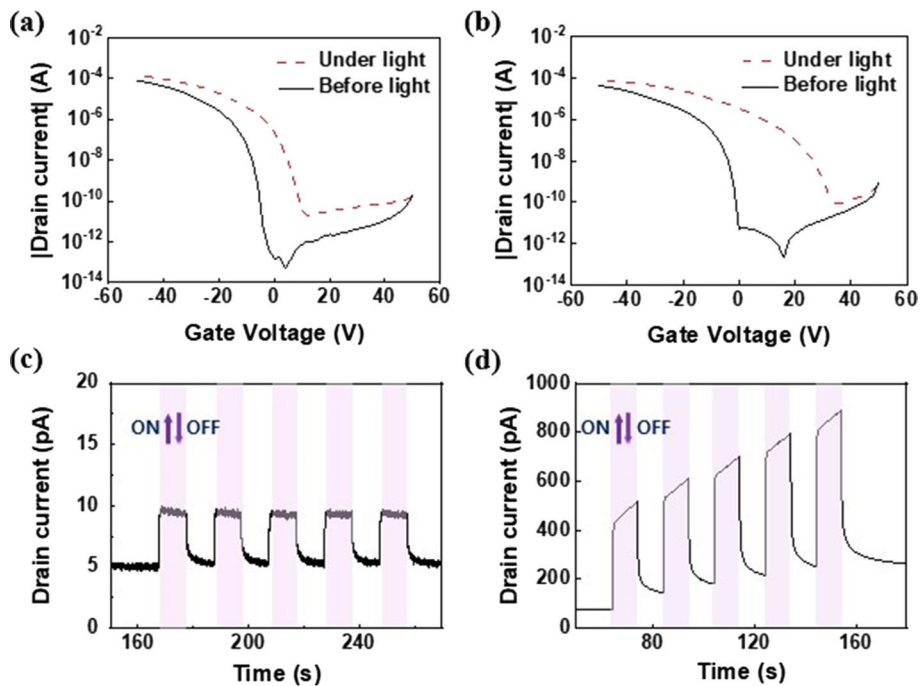 (a)
|Drain current| (A)
10-2
10-4
10-6
10-8
10-10
10-12
10-14
Under light
Before light
-60 -40 -20 0 20 40 60
Gate Voltage (V)
(b)
|Drain current| (A)
10-2
10-4
10-6
10-8
10-10
10-12
10-14
Under light
Before light
-60 -40 -20 0 20 40 60
Gate Voltage (V)
(c)
Drain current (pA)
20
15
10
5
0
ON OFF
160 200 240
Time (s)
(d)
Drain current (pA)
1000
800
600
400
200
0
ON OFF
80 120 160
Time (s)